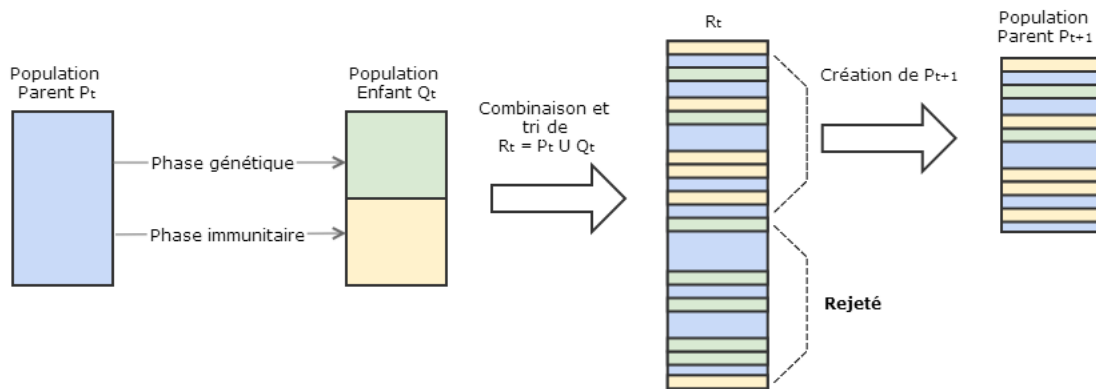 Population
Parent Pt
Phase génétique
Phase immunitaire
Population
Enfant Qt
Combinaison et
tri de
Rt = Pt U Qt
Rt
Création de Pt+1
Rejeté
Population
Parent Pt+1